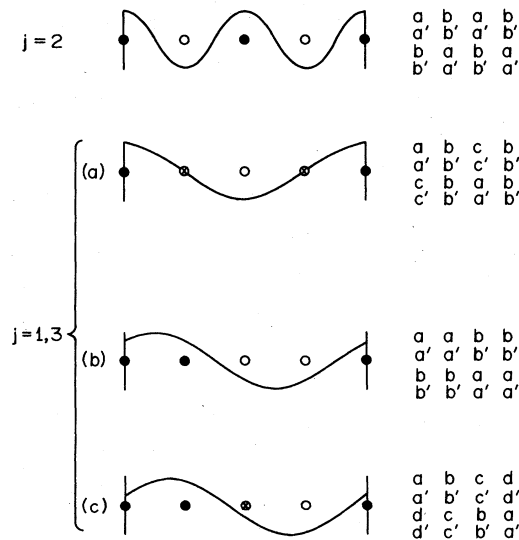 j = 2
a b a b
a' b' a' b'
b a b a
b' a' b' a'
j = 1,3
(a)
a b c b
a' b' c' b'
c b a b
c' b' a' b'
(b)
a a b b
a' a' b' b'
b b a a
b' b' a' a'
(c)
a b c d
a' b' c' d'
d c b a
d' c' b' a'